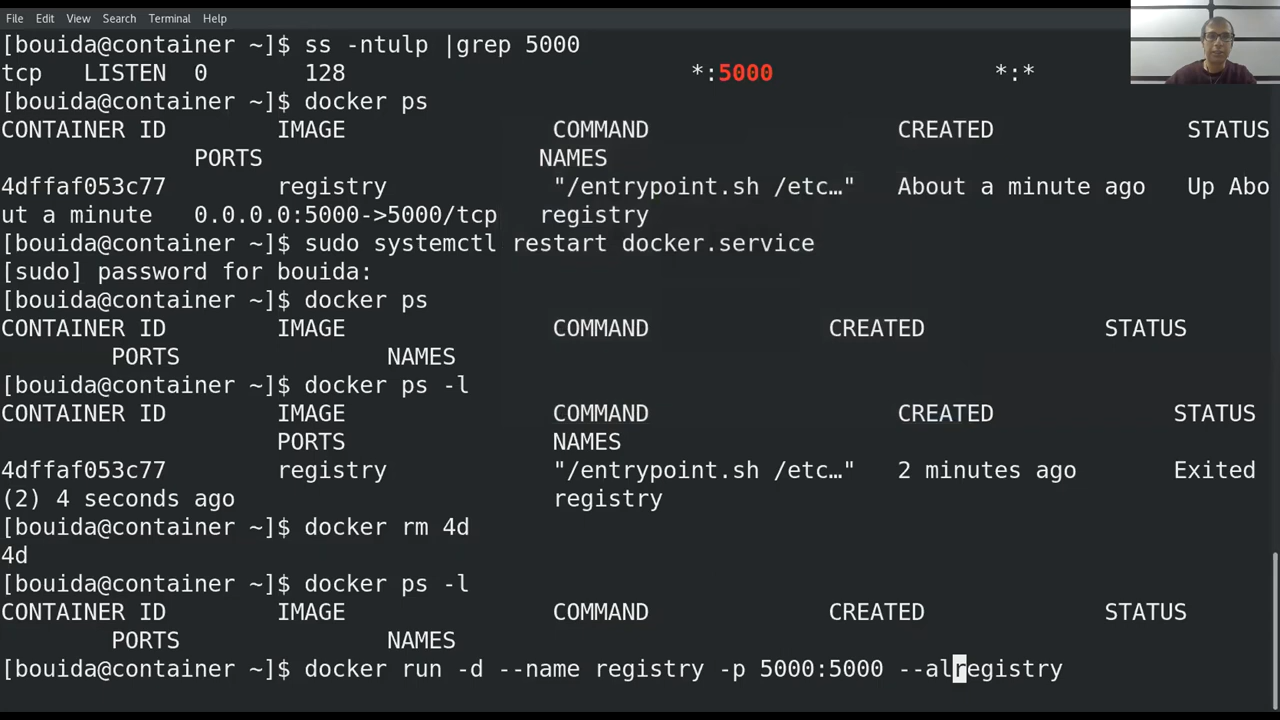 File Edit View Search Terminal Help
[bouida@container ~]$ ss -ntulp |grep 5000
tcp LISTEN 0 128 *:5000 *:*
[bouida@container ~]$ docker ps
CONTAINER ID IMAGE COMMAND CREATED STATUS
PORTS NAMES
4dffaf053c77 registry "/entrypoint.sh /etc…" About a minute ago Up Abo
ut a minute 0.0.0.0:5000->5000/tcp registry
[bouida@container ~]$ sudo systemctl restart docker.service
[sudo] password for bouida:
[bouida@container ~]$ docker ps
CONTAINER ID IMAGE COMMAND CREATED STATUS
PORTS NAMES
[bouida@container ~]$ docker ps -l
CONTAINER ID IMAGE COMMAND CREATED STATUS
PORTS NAMES
4dffaf053c77 registry "/entrypoint.sh /etc…" 2 minutes ago Exited
(2) 4 seconds ago registry
[bouida@container ~]$ docker rm 4d
4d
[bouida@container ~]$ docker ps -l
CONTAINER ID IMAGE COMMAND CREATED STATUS
PORTS NAMES
[bouida@container ~]$ docker run -d --name registry -p 5000:5000 --alregistry